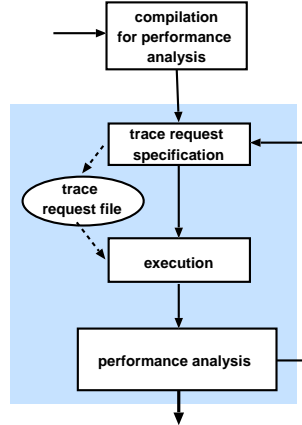 compilation
for performance
analysis
trace request
specification
trace
request file
execution
performance analysis